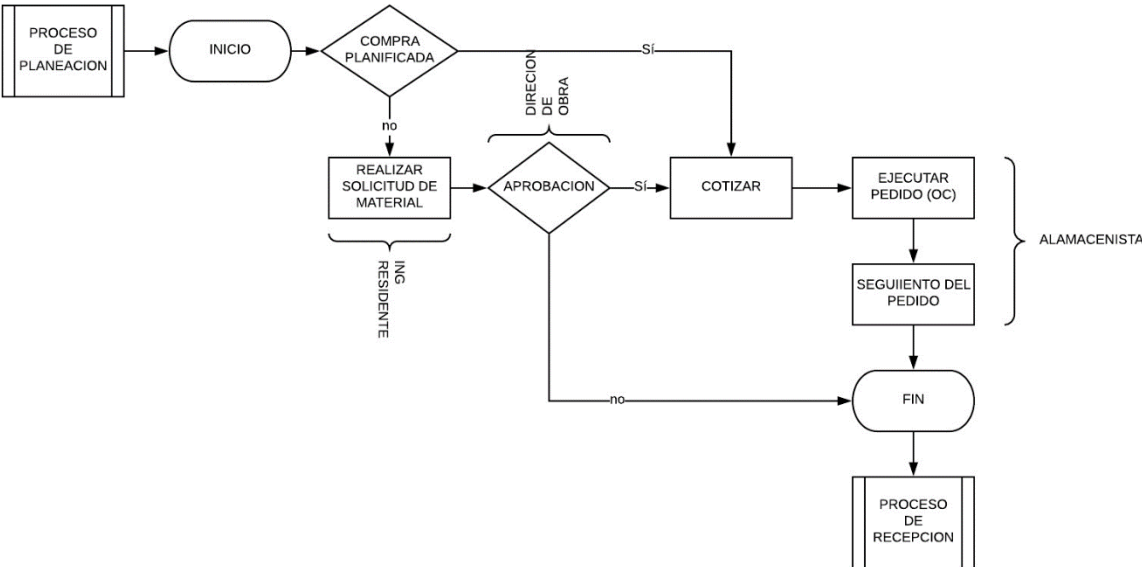 PROCESO
DE
PLANEACION
INICIO
COMPRA
PLANIFICADA
Sí
no
DIRECION
DE
OBRA
REALIZAR
SOLICITUD DE
MATERIAL
APROBACION
Sí
COTIZAR
EJECUTAR
PEDIDO (OC)
ALAMACENISTA
ING
RESIDENTE
SEGUIIENTO DEL
PEDIDO
no
FIN
PROCESO
DE
RECEPCION